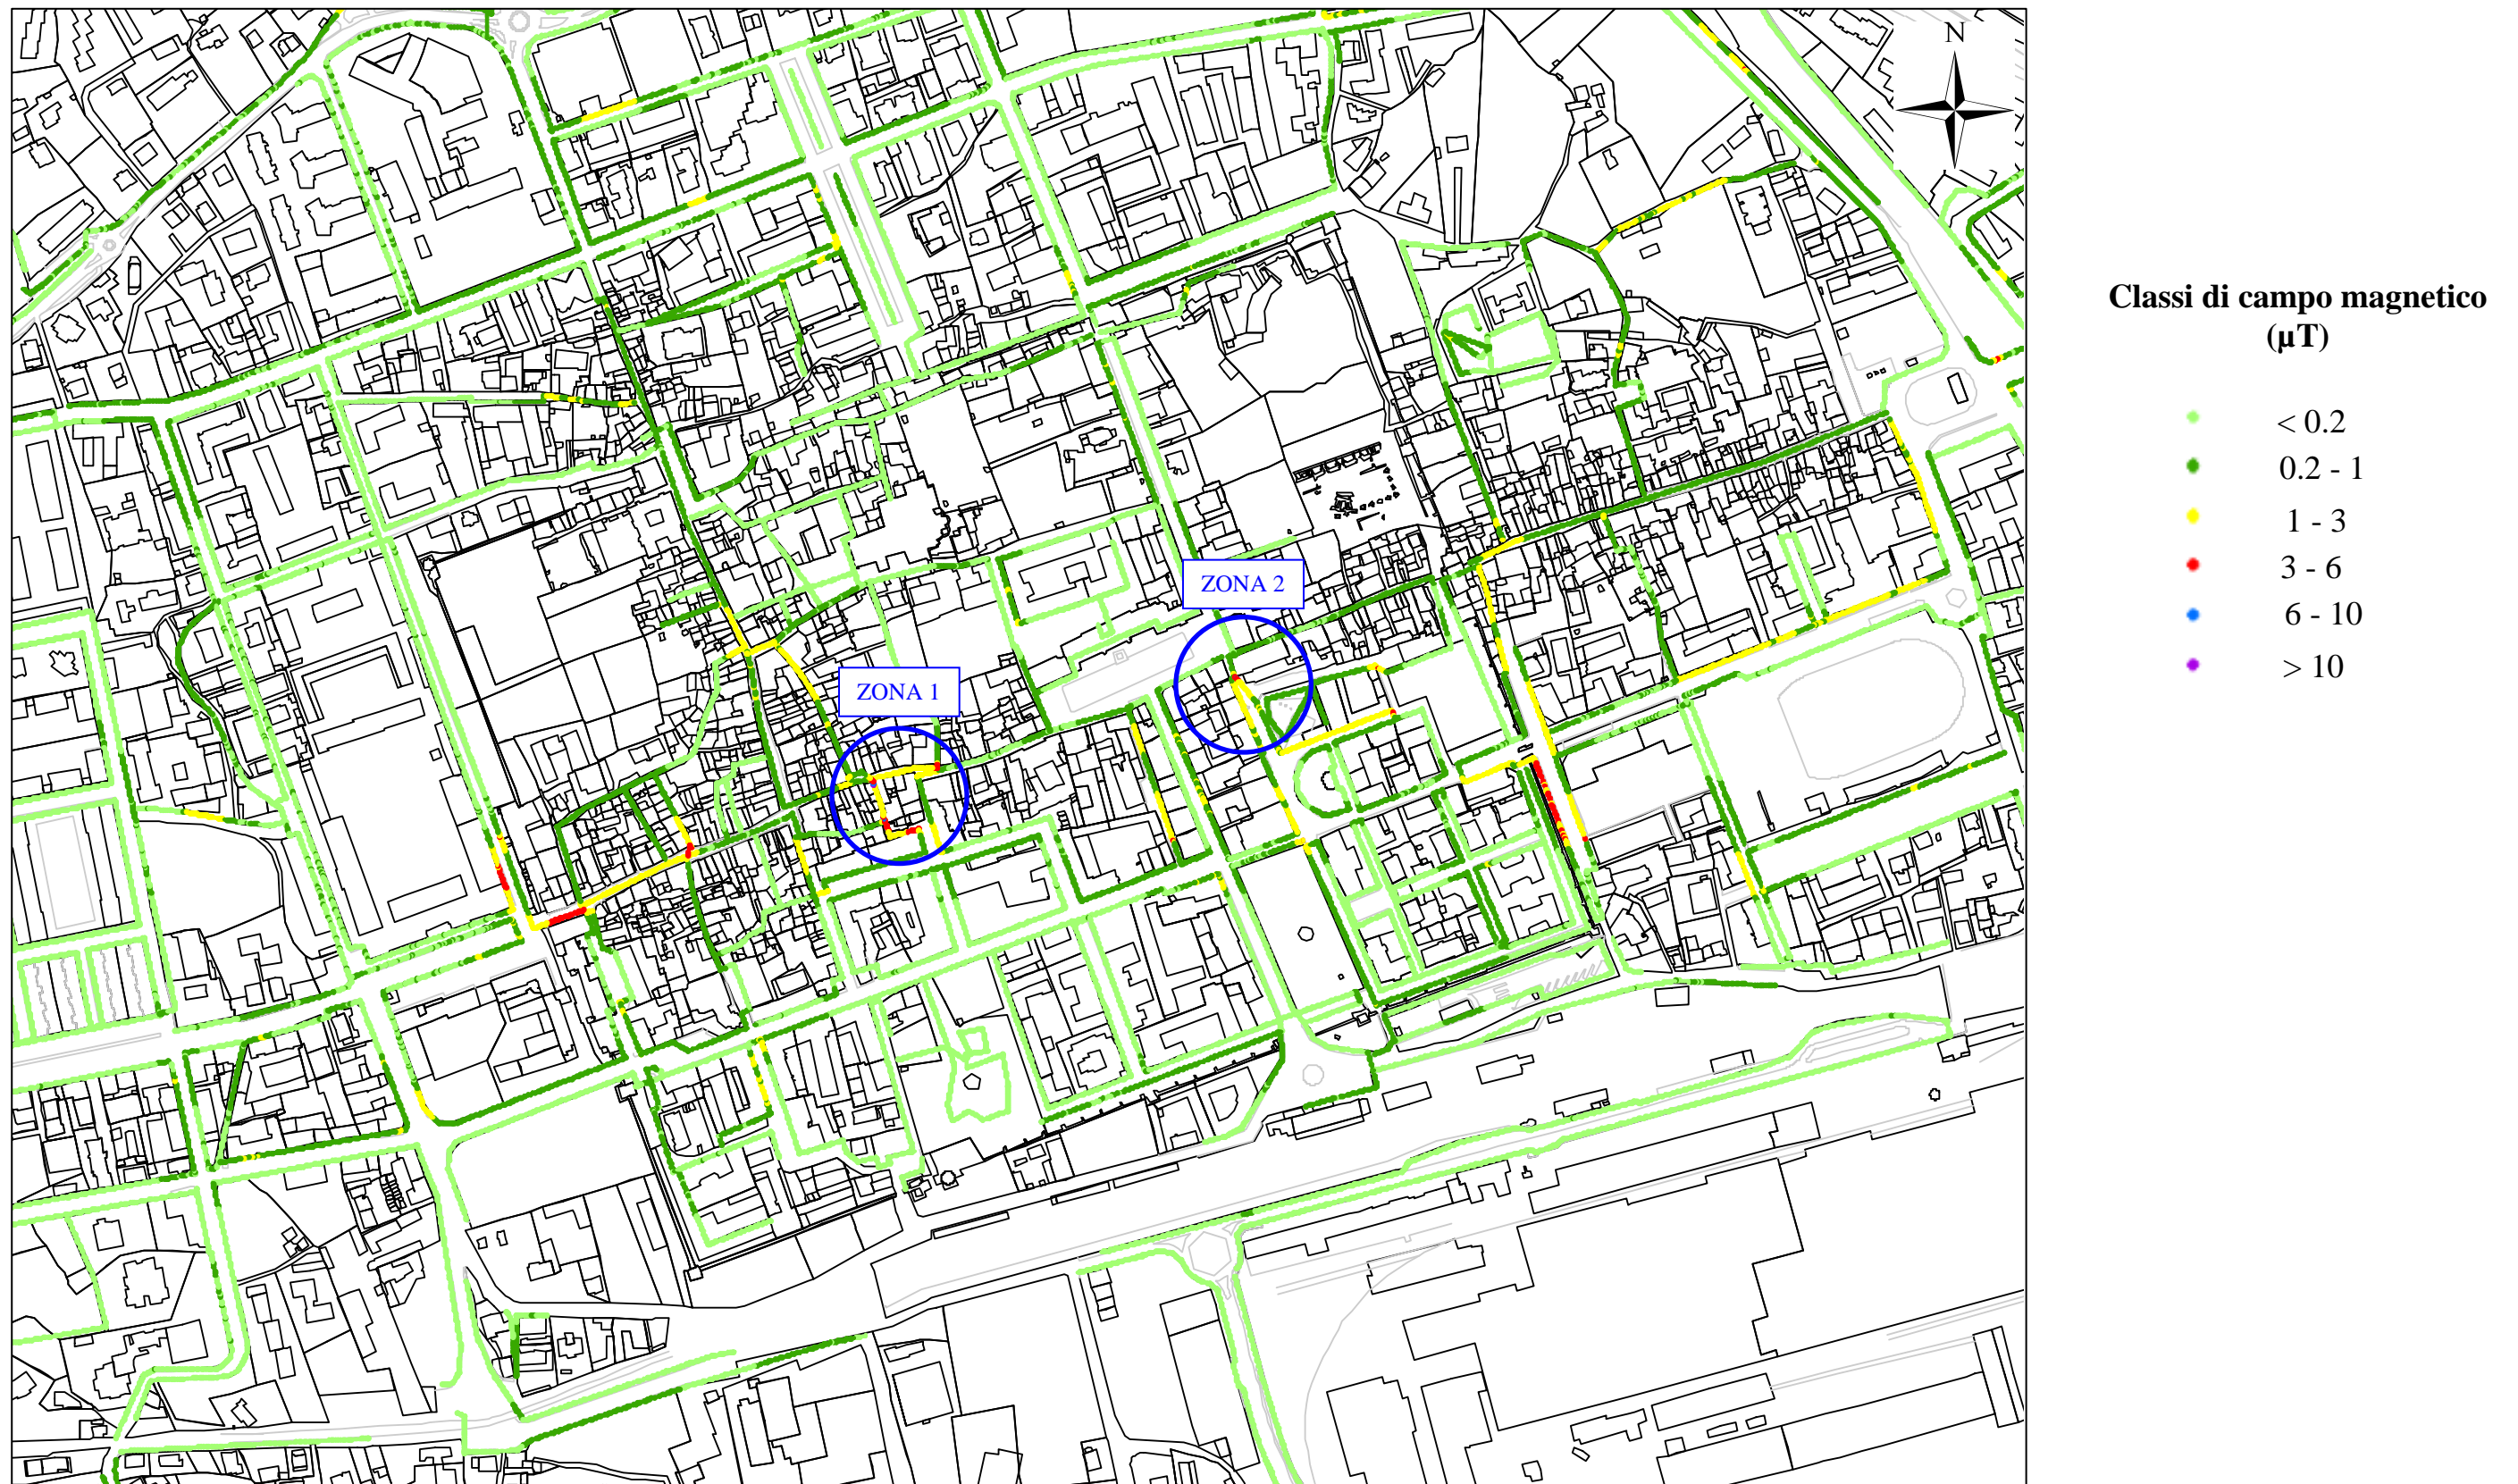 N
Classi di campo magnetico
(µT)
< 0.2
0.2 - 1
1 - 3
3 - 6
6 - 10
> 10
ZONA 2
ZONA 1